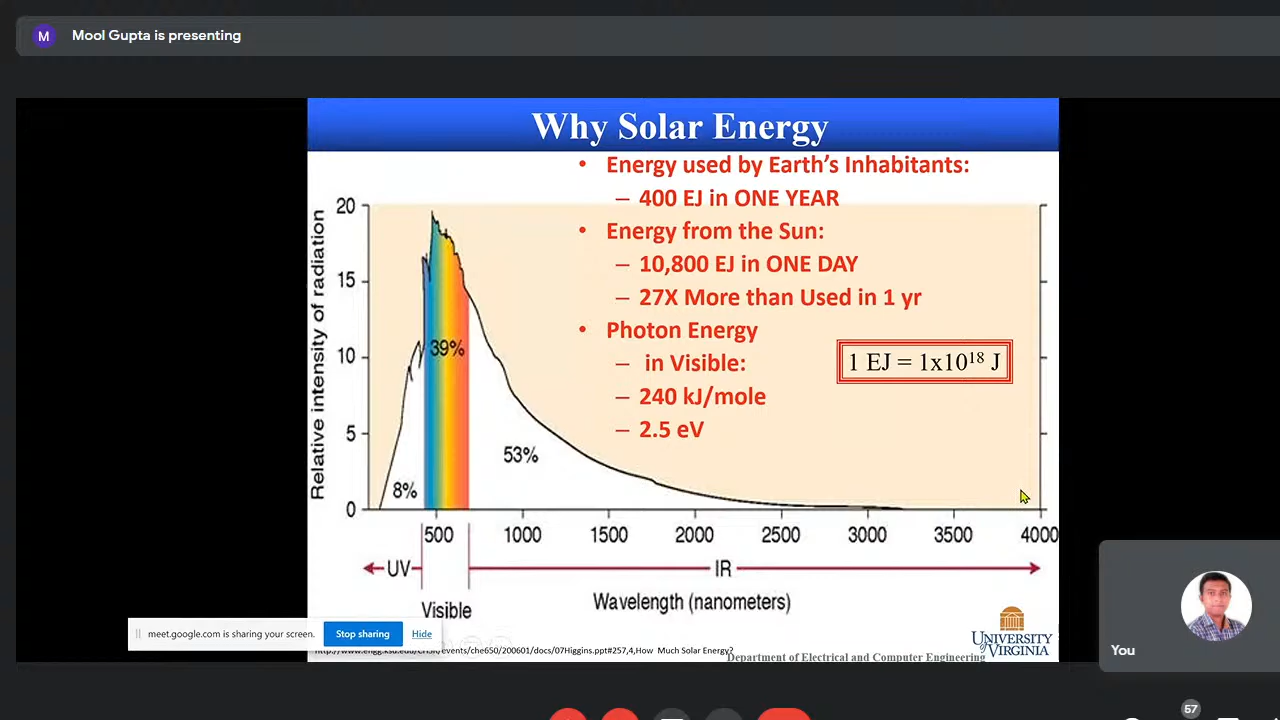 M
Mool Gupta is presenting
Why Solar Energy
• Energy used by Earth's Inhabitants:
– 400 EJ in ONE YEAR
• Energy from the Sun:
– 10,800 EJ in ONE DAY
– 27X More than Used in 1 yr
• Photon Energy
– in Visible:
– 240 kJ/mole
– 2.5 eV
1 EJ = 1x10¹⁸ J
Relative intensity of radiation
20
15
10
5
0
39%
53%
8%
500 1000 1500 2000 2500 3000 3500 4000
UV
IR
Visible
Wavelength (nanometers)
meet.google.com is sharing your screen.
Stop sharing
Hide
UNIVERSITY
of VIRGINIA
Much Solar Energy?
Department of Electrical and Computer Engineering
You
57